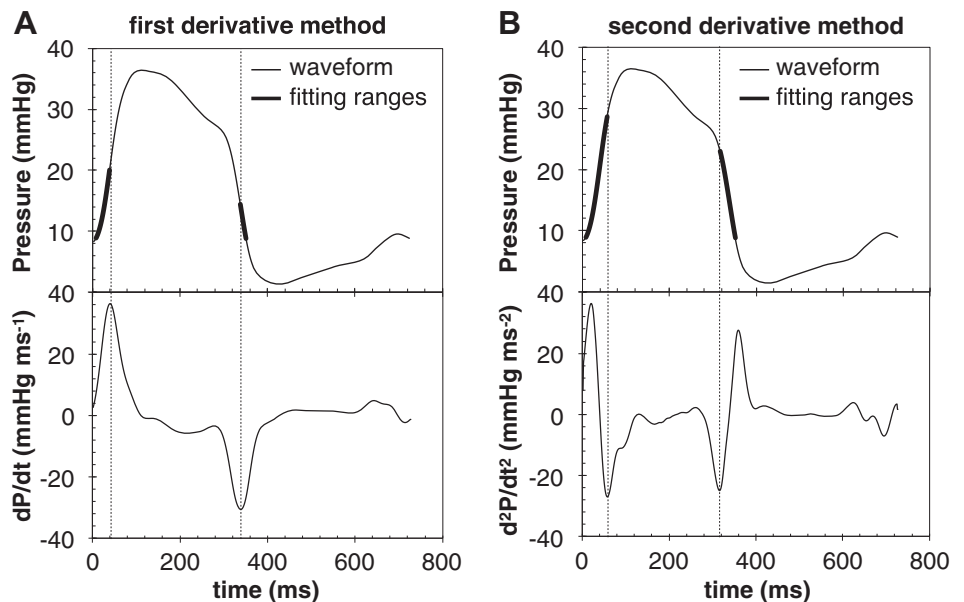 A first derivative method
40
30
20
10
Pressure (mmHg)
waveform
fitting ranges
40
20
0
-20
-40
dP/dt (mmHg ms-1)
0 200 400 600 800
time (ms)
B second derivative method
40
30
20
10
Pressure (mmHg)
waveform
fitting ranges
40
20
0
-20
-40
d²P/dt² (mmHg ms-2)
0 200 400 600 800
time (ms)